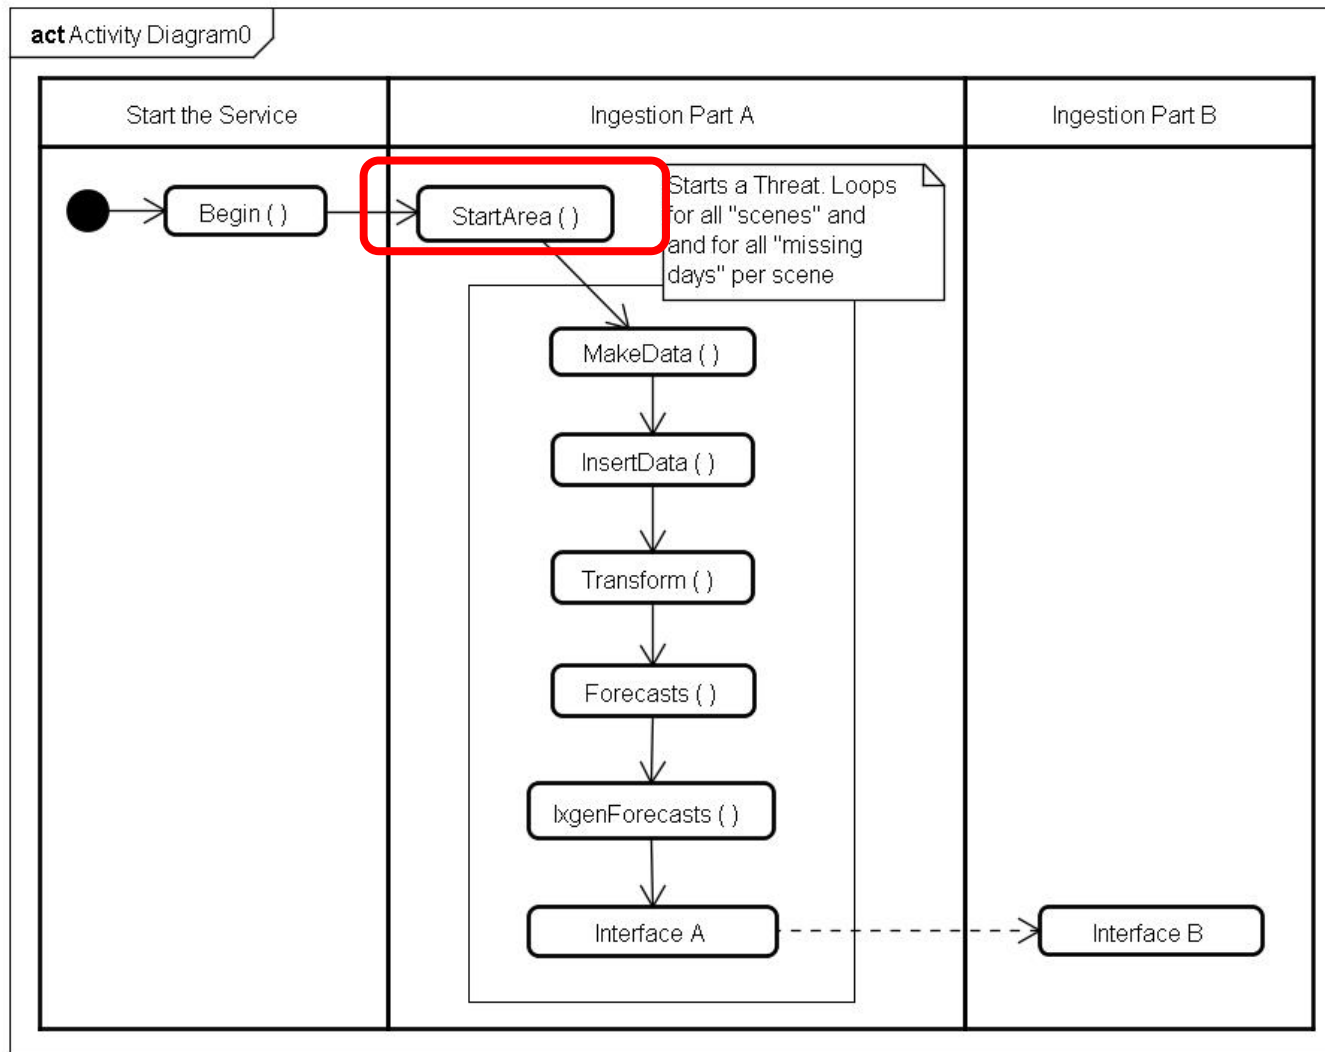 act Activity Diagram0
Start the Service
Ingestion Part A
Ingestion Part B
Begin ( )
StartArea ( )
Starts a Threat. Loops
for all "scenes" and
and for all "missing
days" per scene
MakeData ( )
InsertData ( )
Transform ( )
Forecasts ( )
IxgenForecasts ( )
Interface A
Interface B